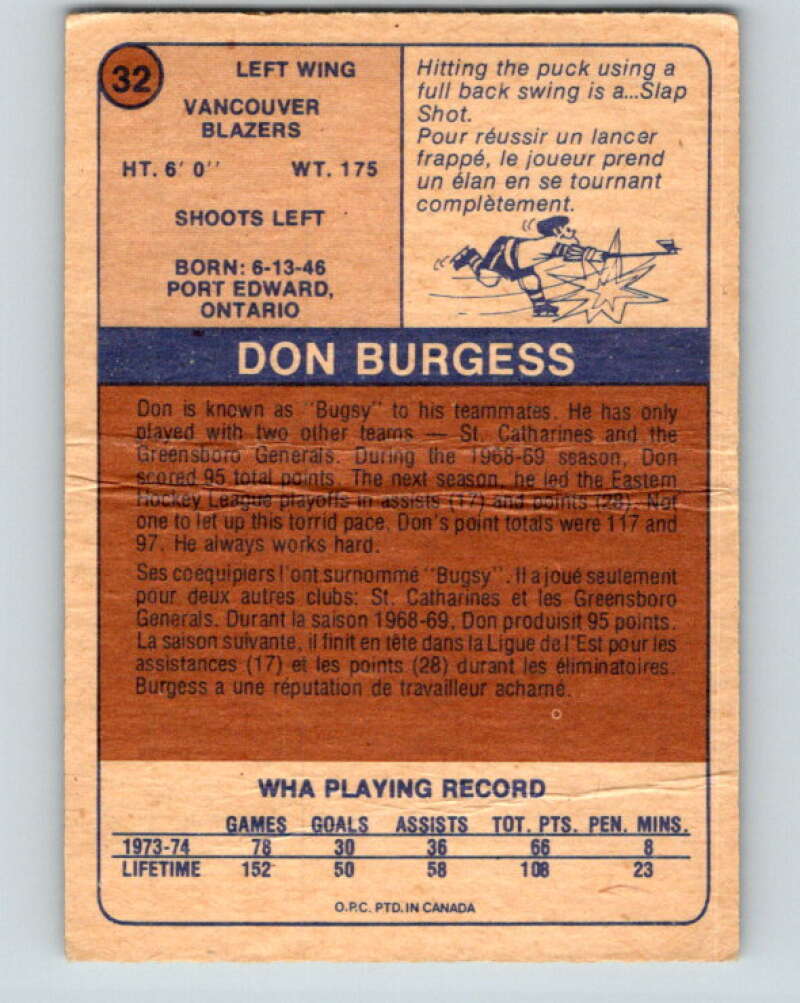 32
LEFT WING
VANCOUVER
BLAZERS
HT. 6' 0'' WT. 175
SHOOTS LEFT
BORN: 6-13-46
PORT EDWARD,
ONTARIO
Hitting the puck using a
full back swing is a...Slap
Shot.
Pour réussir un lancer
frappé, le joueur prend
un élan en se tournant
complètement.
DON BURGESS
Don is known as "Bugsy" to his teammates. He has only
played with two other teams — St. Catharines and the
Greensboro Generals. During the 1968-69 season, Don
scored 95 total points. The next season, he led the Eastern
Hockey League playoffs in assists (17) and points (28). Not
one to let up this torrid pace, Don's point totals were 117 and
97. He always works hard.
Ses coequipiers l'ont surnommé "Bugsy". Il a joué seulement
pour deux autres clubs: St. Catharines et les Greensboro
Generals. Durant la saison 1968-69, Don produisit 95 points.
La saison suivante, il finit en tête dans la Ligue de l'Est pour les
assistances (17) et les points (28) durant les éliminatoires.
Burgess a une réputation de travailleur acharné.
WHA PLAYING RECORD
GAMES GOALS ASSISTS TOT. PTS. PEN. MINS.
1973-74 78 30 36 66 8
LIFETIME 152 50 58 108 23
O.P.C. PTD. IN CANADA